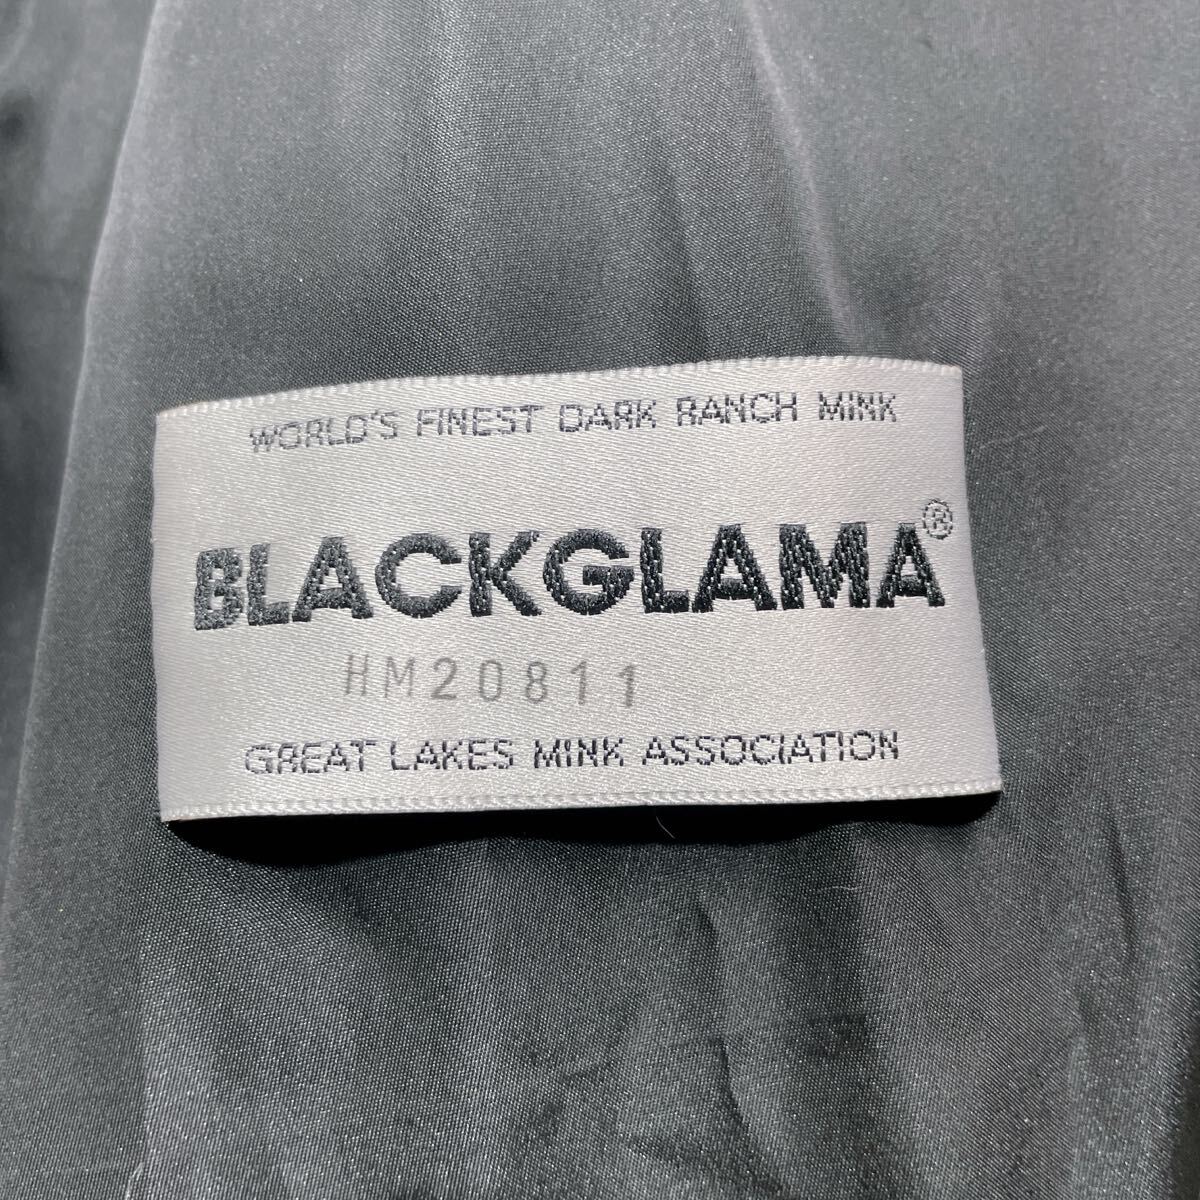 WORLD'S FINEST DARK RANCH MINK
BLACKGLAMA®
HM20811
GREAT LAKES MINK ASSOCIATION